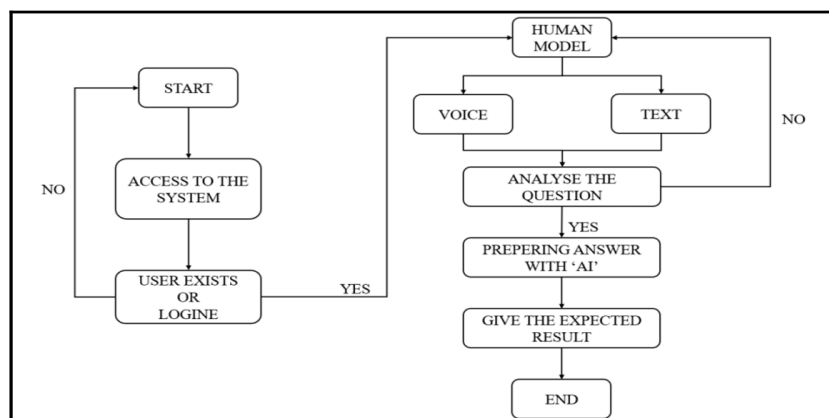 START
NO
ACCESS TO THE
SYSTEM
USER EXISTS
OR
LOGINE
YES
HUMAN
MODEL
VOICE
TEXT
NO
ANALYSE THE
QUESTION
YES
PREPERING ANSWER
WITH ‘AI’
GIVE THE EXPECTED
RESULT
END